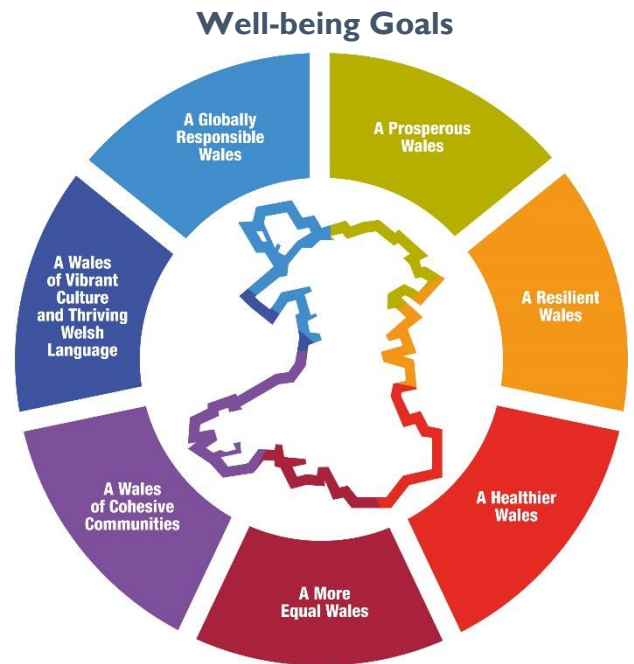 Well-being Goals
A Globally
Responsible
Wales
A Prosperous
Wales
A Resilient
Wales
A Healthier
Wales
A More
Equal Wales
A Wales
of Cohesive
Communities
A Wales
of Vibrant
Culture
and Thriving
Welsh
Language